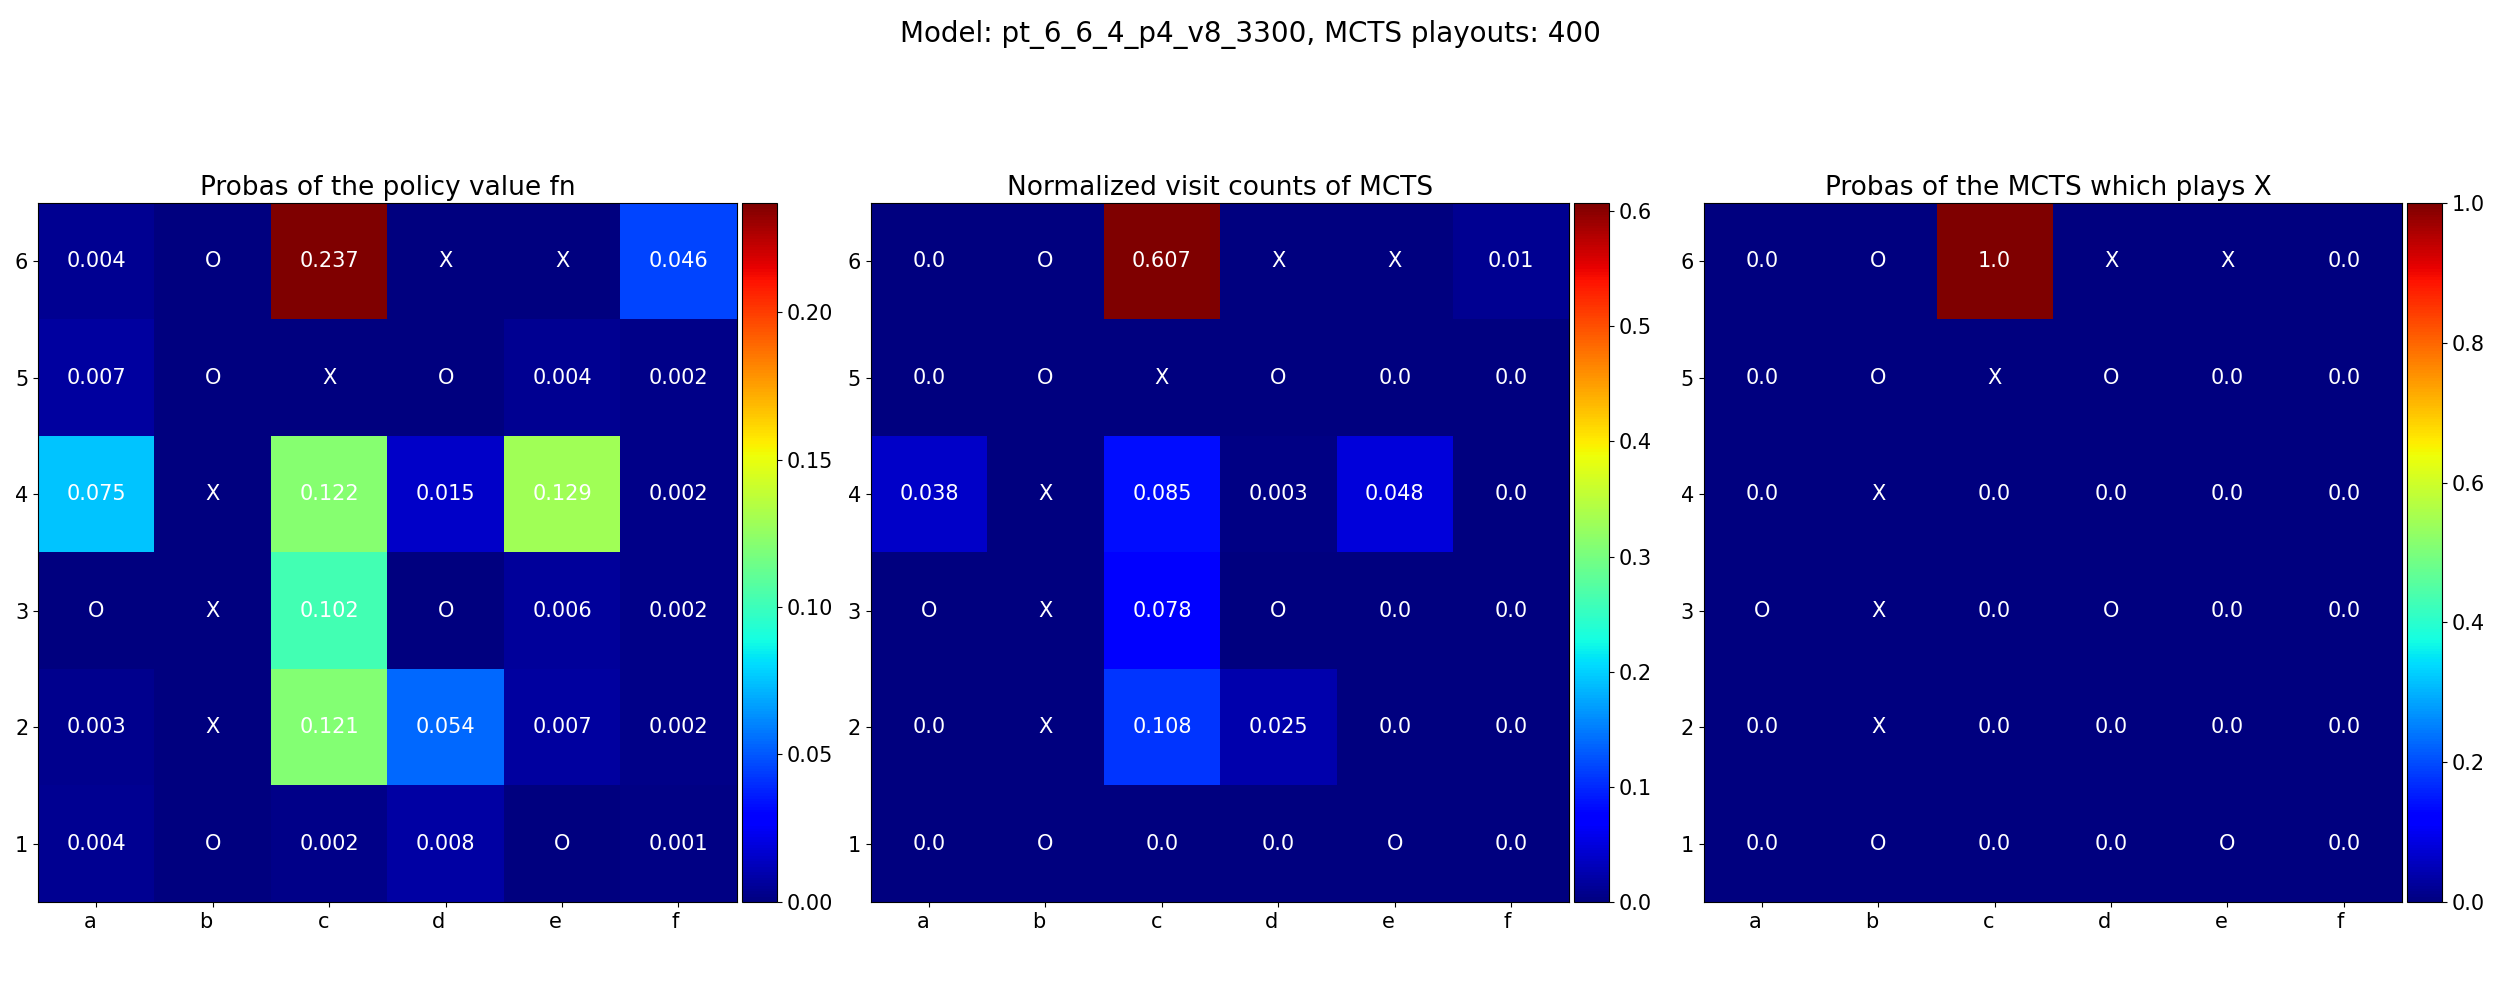 Model: pt_6_6_4_p4_v8_3300, MCTS playouts: 400
Probas of the policy value fn
6 0.004 O 0.237 X X 0.046
5 0.007 O X O 0.004 0.002
4 0.075 X 0.122 0.015 0.129 0.002
3 O X 0.102 O 0.006 0.002
2 0.003 X 0.121 0.054 0.007 0.002
1 0.004 O 0.002 0.008 O 0.001
a b c d e f
0.20
0.15
0.10
0.05
0.00
Normalized visit counts of MCTS
6 0.0 O 0.607 X X 0.01
5 0.0 O X O 0.0 0.0
4 0.038 X 0.085 0.003 0.048 0.0
3 O X 0.078 O 0.0 0.0
2 0.0 X 0.108 0.025 0.0 0.0
1 0.0 O 0.0 0.0 O 0.0
a b c d e f
0.6
0.5
0.4
0.3
0.2
0.1
0.0
Probas of the MCTS which plays X
6 0.0 O 1.0 X X 0.0
5 0.0 O X O 0.0 0.0
4 0.0 X 0.0 0.0 0.0 0.0
3 O X 0.0 O 0.0 0.0
2 0.0 X 0.0 0.0 0.0 0.0
1 0.0 O 0.0 0.0 O 0.0
a b c d e f
1.0
0.8
0.6
0.4
0.2
0.0